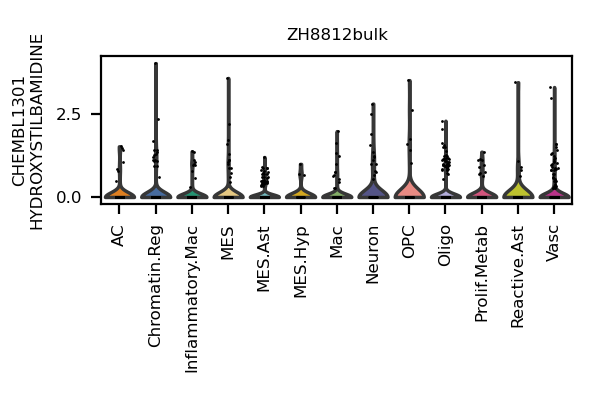 ZH8812bulk
CHEMBL1301
HYDROXYSTILBAMIDINE
2.5
0.0
AC
Chromatin.Reg
Inflammatory.Mac
MES
MES.Ast
MES.Hyp
Mac
Neuron
OPC
Oligo
Prolif.Metab
Reactive.Ast
Vasc